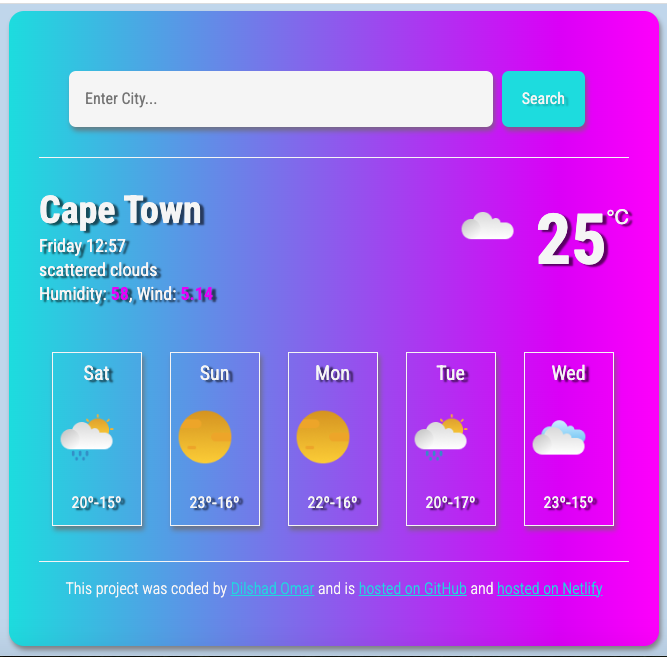 Enter City...
Search
Cape Town
25°C
Friday 12:57
scattered clouds
Humidity: 58, Wind: 5.14
Sat
Sun
Mon
Tue
Wed
20º-15º
23º-16º
22º-16º
20º-17º
23º-15º
This project was coded by Dilshad Omar and is hosted on GitHub and hosted on Netlify